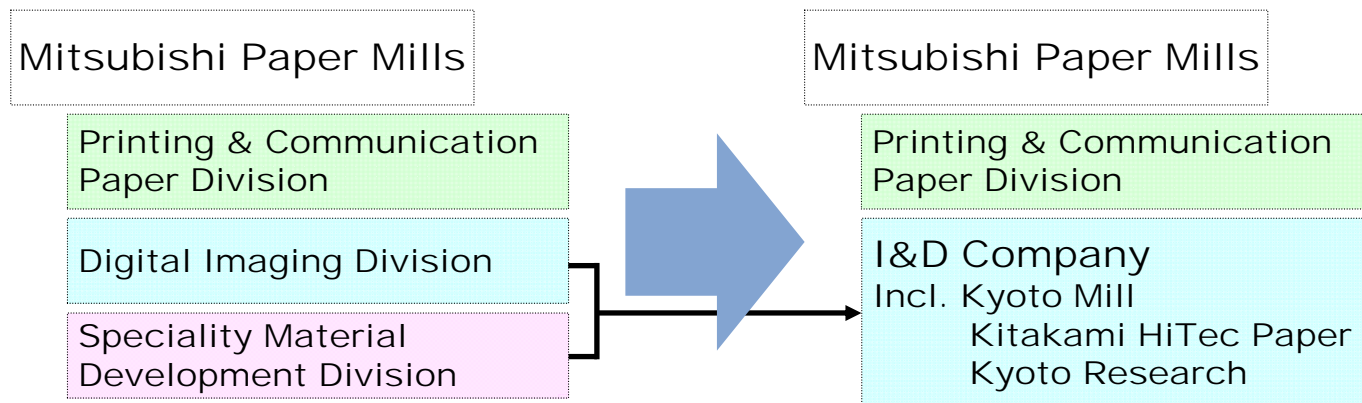 Mitsubishi Paper Mills
Printing & Communication
Paper Division
Digital Imaging Division
Speciality Material
Development Division
Mitsubishi Paper Mills
Printing & Communication
Paper Division
I&D Company
Incl. Kyoto Mill
Kitakami HiTec Paper
Kyoto Research